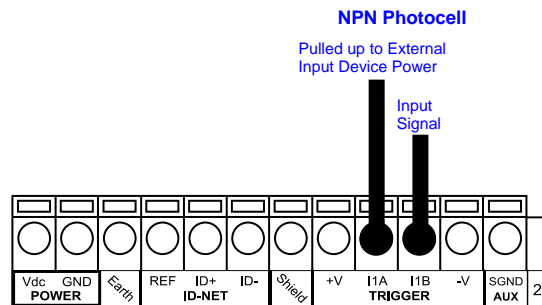 NPN Photocell
Pulled up to External
Input Device Power
Input
Signal
Vdc GND Earth REF ID+ ID- Shield +V I1A I1B -V SGND
POWER ID-NET TRIGGER AUX 2